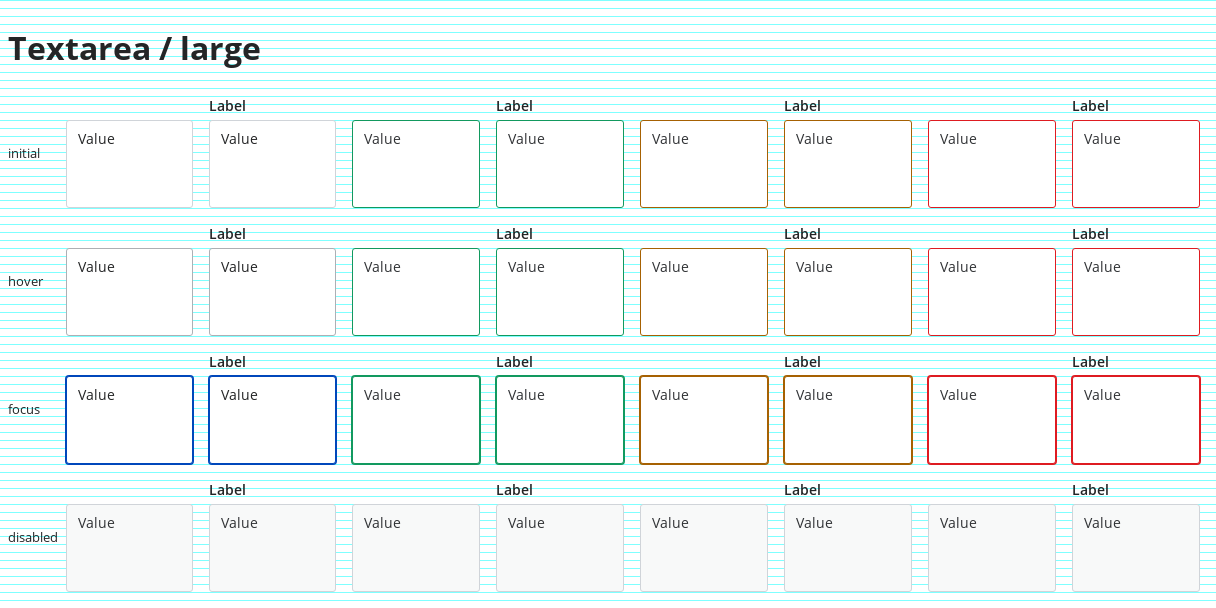 Textarea / large
Label Label Label Label
initial Value Value Value Value Value Value Value Value
Label Label Label Label
hover Value Value Value Value Value Value Value Value
Label Label Label Label
focus Value Value Value Value Value Value Value Value
Label Label Label Label
disabled Value Value Value Value Value Value Value Value